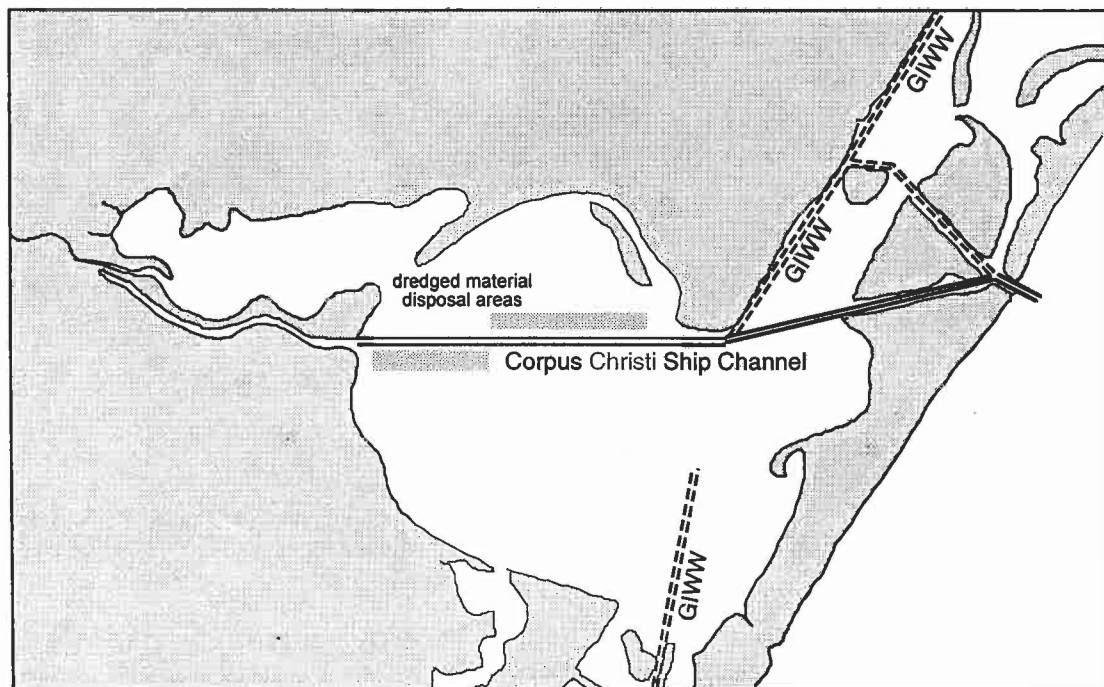 GIWW
GIWW
dredged material
disposal areas
Corpus Christi Ship Channel
GIWW